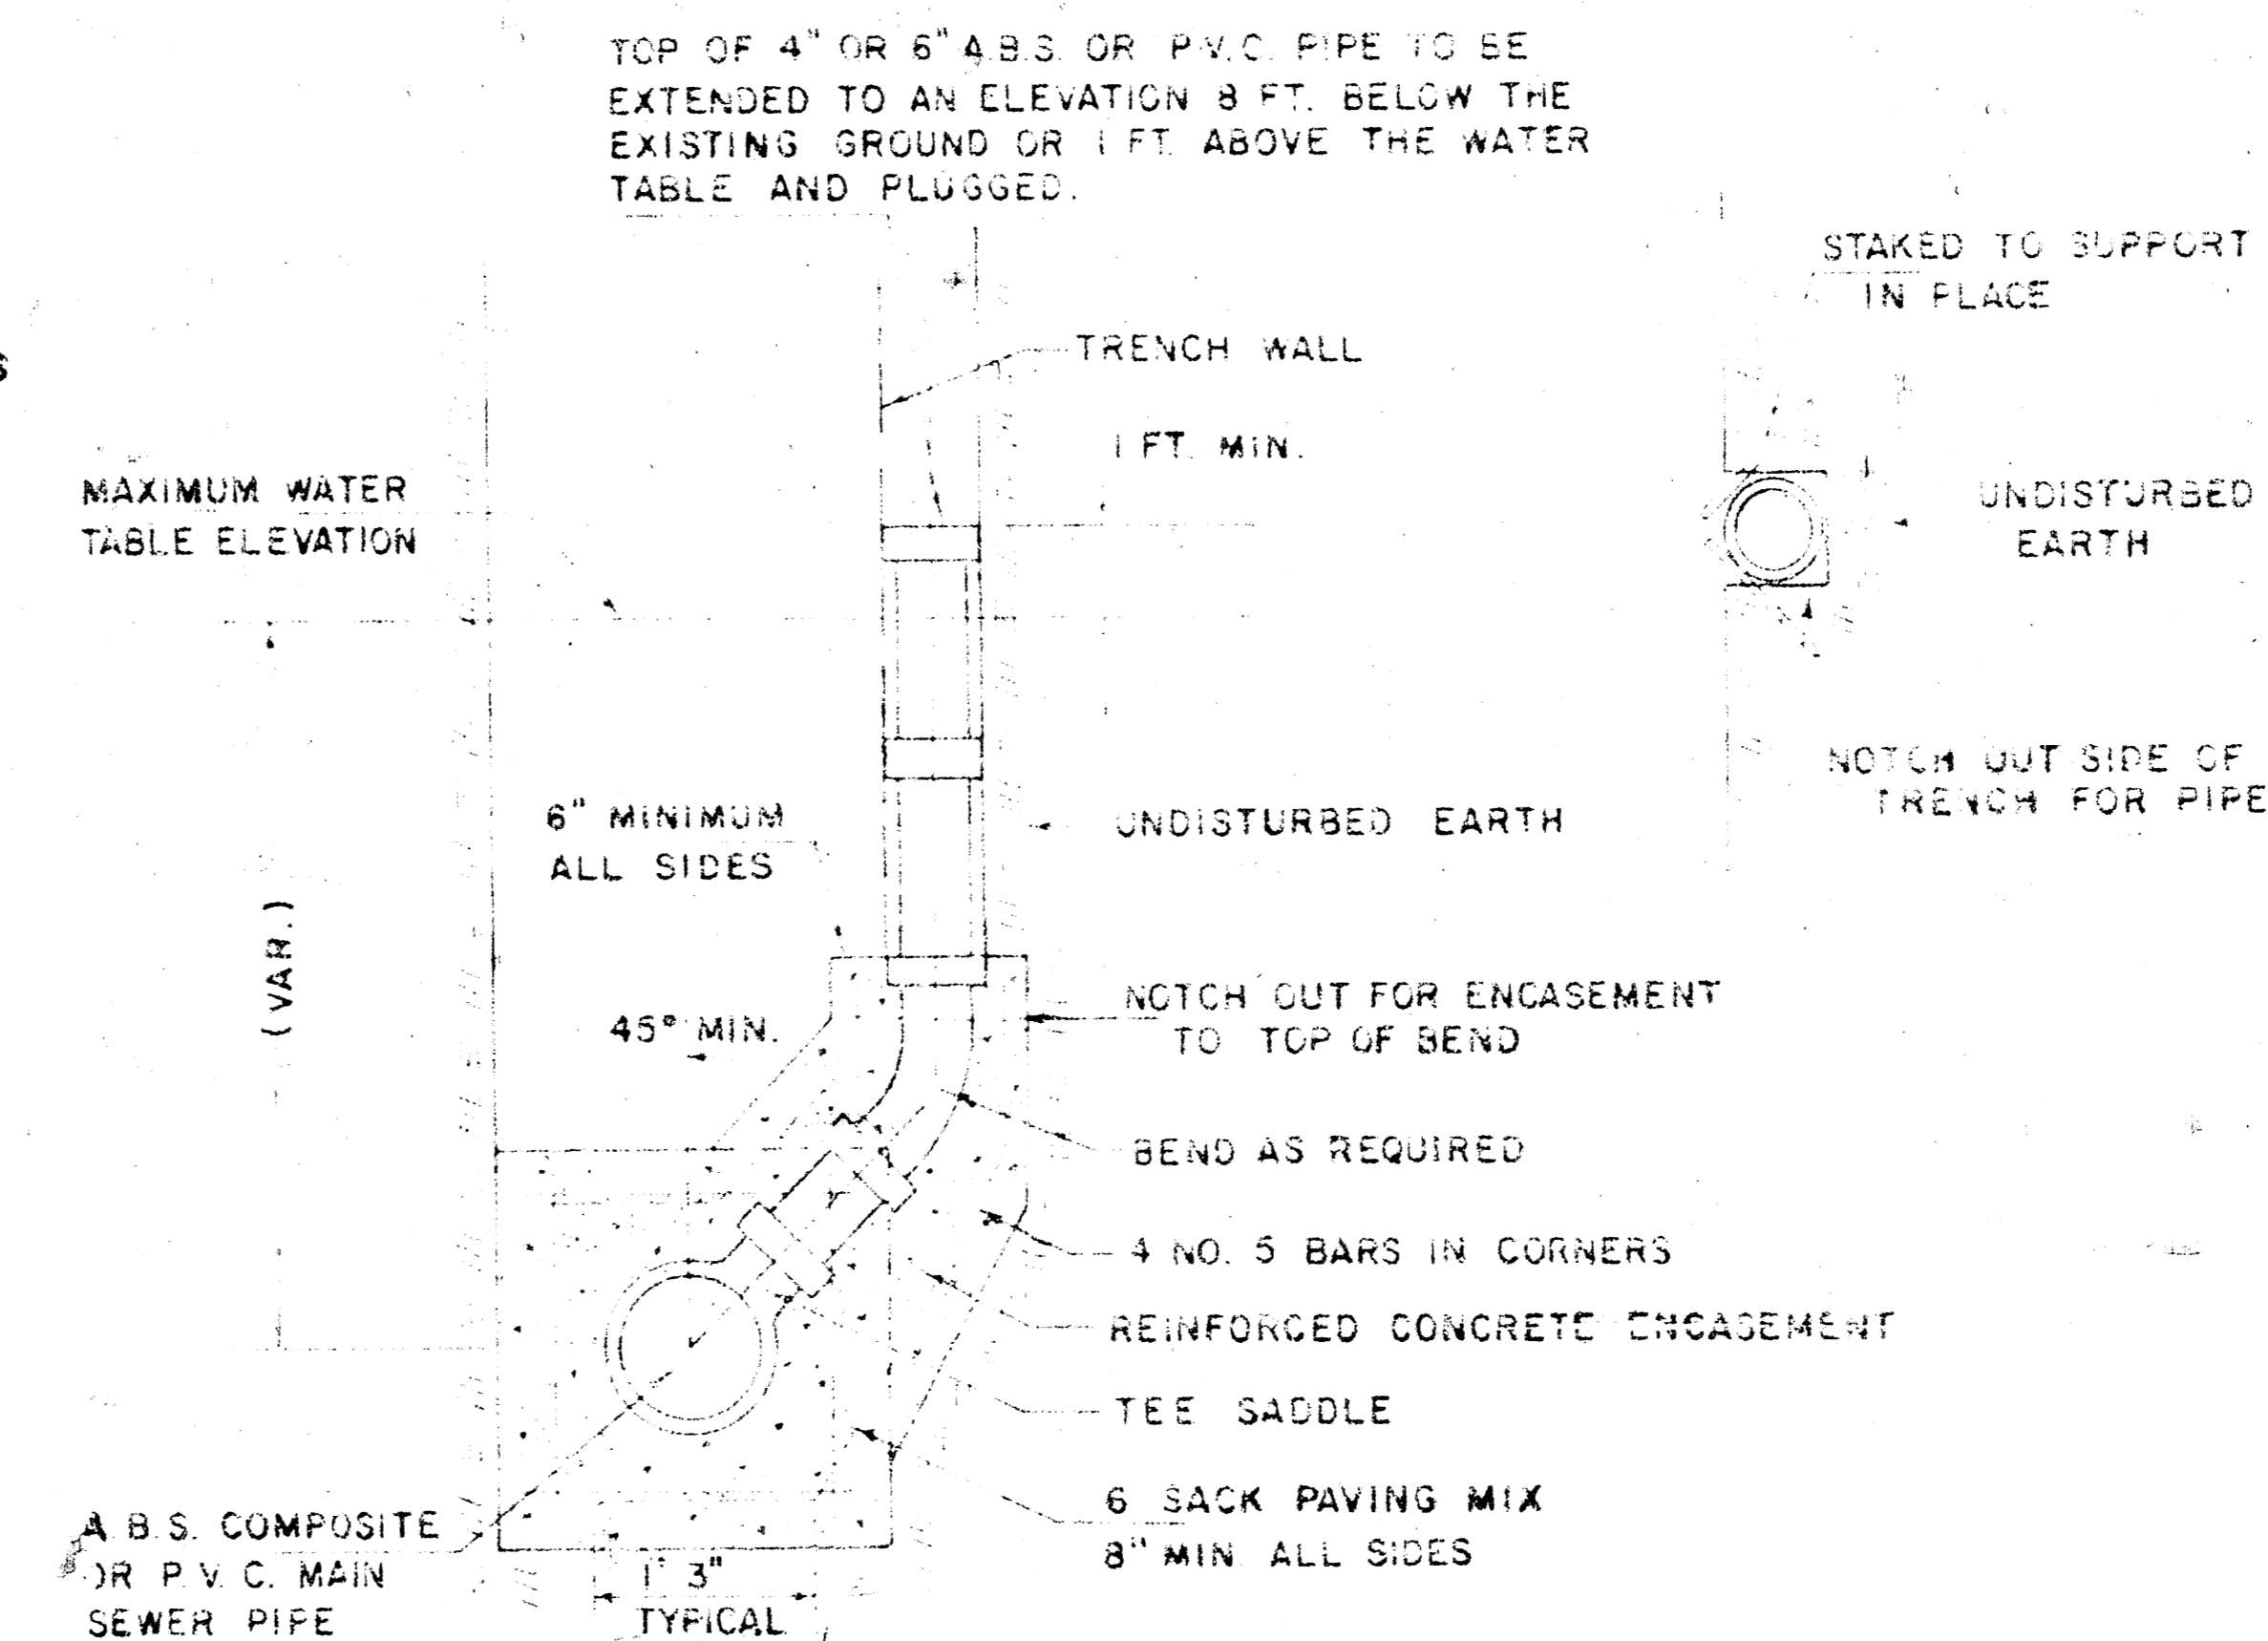 TOP OF 4" OR 6" A.B.S. OR P.V.C. PIPE TO BE
EXTENDED TO AN ELEVATION 8 FT. BELOW THE
EXISTING GROUND OR 1 FT. ABOVE THE WATER
TABLE AND PLUGGED.
STAKED TO SUPPORT
IN PLACE
TRENCH WALL
1 FT. MIN.
MAXIMUM WATER
TABLE ELEVATION
UNDISTURBED
EARTH
NOTCH OUT SIDE OF
TRENCH FOR PIPE
6" MINIMUM
ALL SIDES
UNDISTURBED EARTH
(VAR.)
45° MIN.
NOTCH OUT FOR ENCASEMENT
TO TOP OF BEND
BEND AS REQUIRED
4 NO. 5 BARS IN CORNERS
REINFORCED CONCRETE ENCASEMENT
TEE SADDLE
6 SACK PAVING MIX
8" MIN. ALL SIDES
A.B.S. COMPOSITE
OR P.V.C. MAIN
SEWER PIPE
1' 3"
TYPICAL